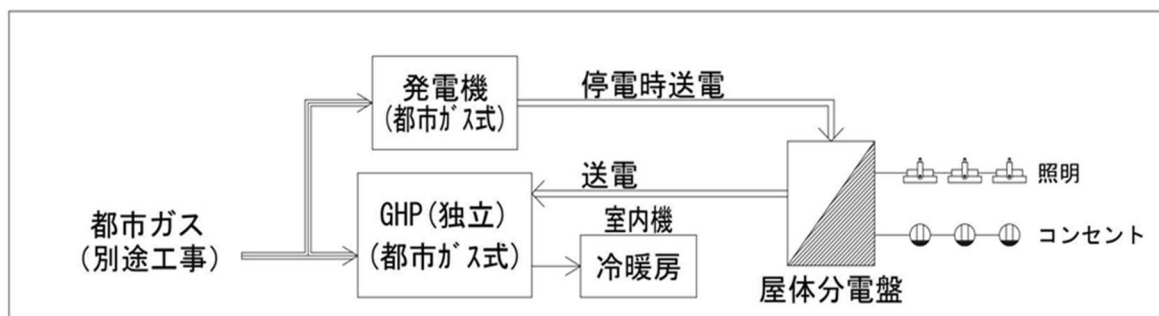 発電機
(都市ｶﾞｽ式)
停電時送電
送電
GHP(独立)
(都市ｶﾞｽ式)
室内機
冷暖房
都市ガス
(別途工事)
照明
コンセント
屋体分電盤